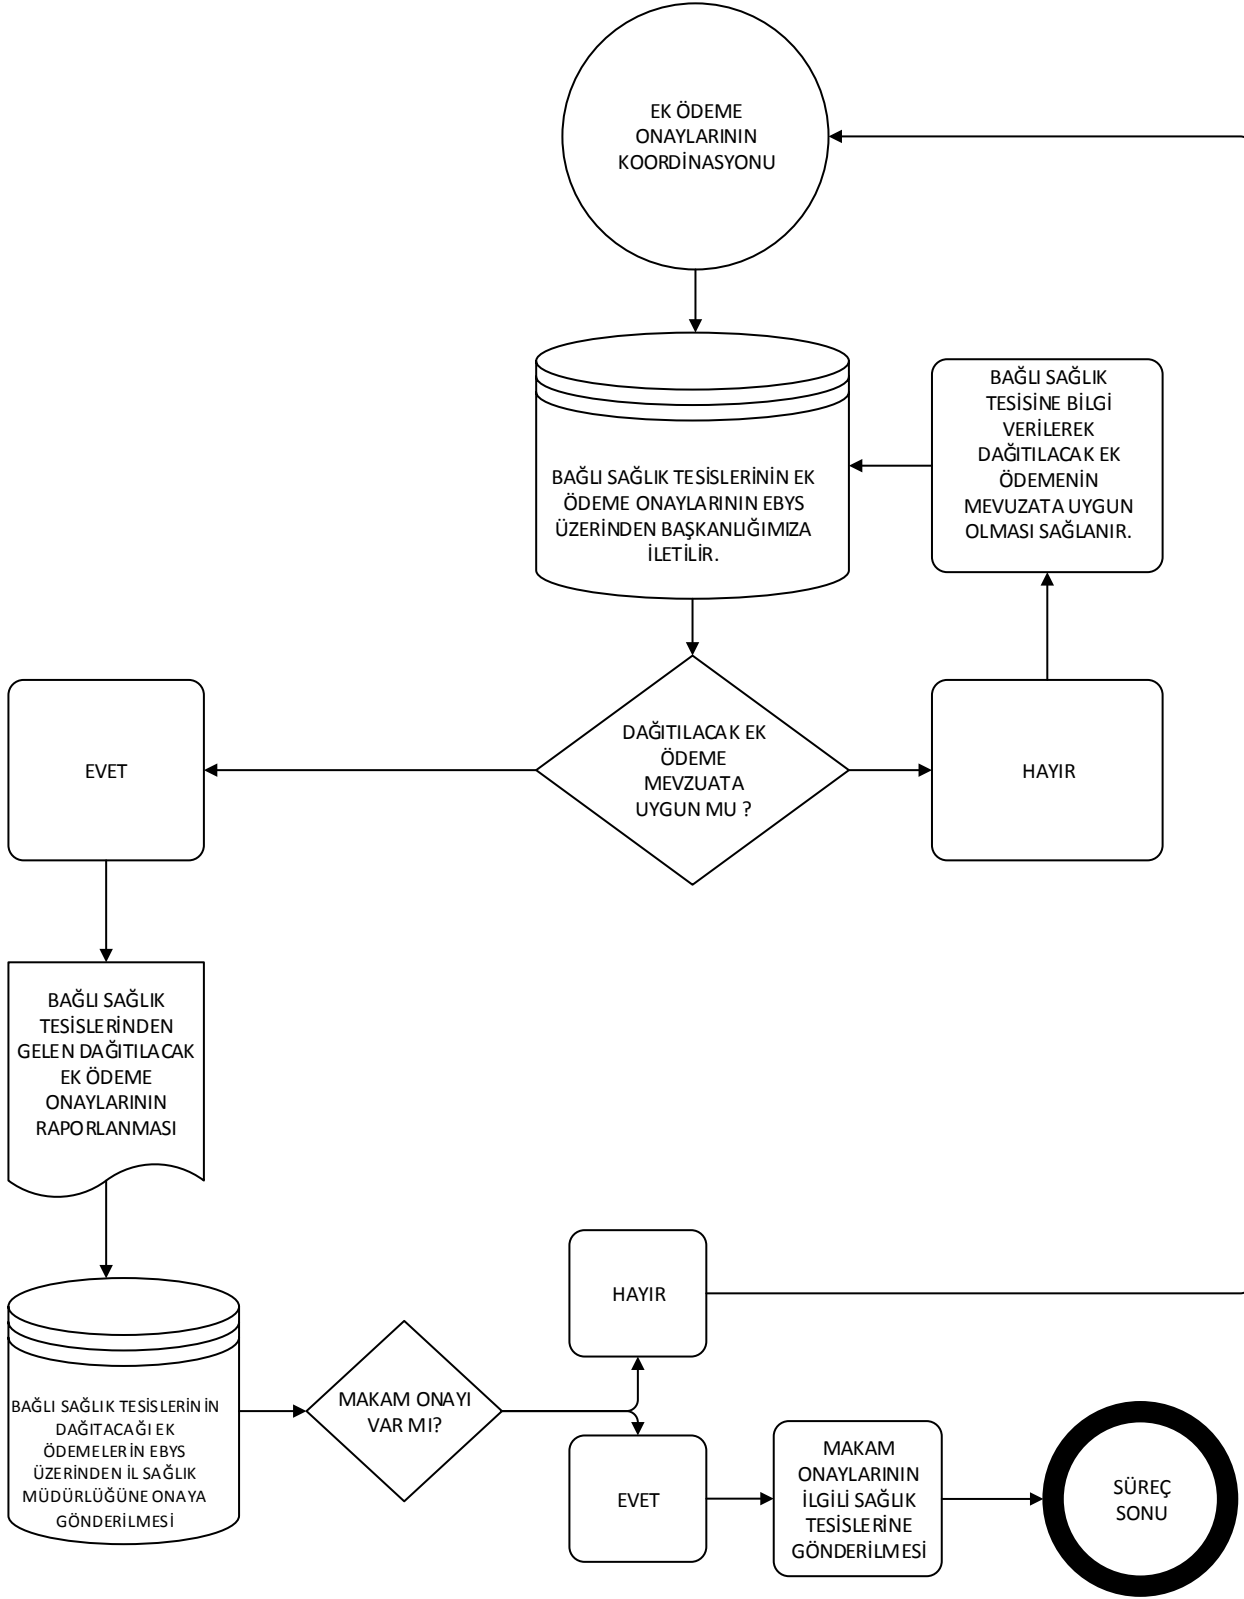 EK ÖDEME
ONAYLARININ
KOORDİNASYONU
BAĞLI SAĞLIK TESİSLERİNİN EK
ÖDEME ONAYLARININ EBYS
ÜZERİNDEN BAŞKANLIĞIMIZA
İLETİLİR.
BAĞLI SAĞLIK
TESİSİNE BİLGİ
VERİLEREK
DAĞITILACAK EK
ÖDEMENİN
MEVUZATA UYGUN
OLMASI SAĞLANIR.
DAĞITILACAK EK
ÖDEME
MEVZUATA
UYGUN MU ?
EVET
HAYIR
BAĞLI SAĞLIK
TESİSLERİNDEN
GELEN DAĞITILACAK
EK ÖDEME
ONAYLARININ
RAPORLANMASI
BAĞLI SAĞLIK TESİSLERİNİN
DAĞITACAĞI EK
ÖDEMELERİN EBYS
ÜZERİNDEN İL SAĞLIK
MÜDÜRLÜĞÜNE ONAYA
GÖNDERİLMESİ
MAKAM ONAYI
VAR MI?
HAYIR
EVET
MAKAM
ONAYLARININ
İLGİLİ SAĞLIK
TESİSLERİNE
GÖNDERİLMESİ
SÜREÇ
SONU